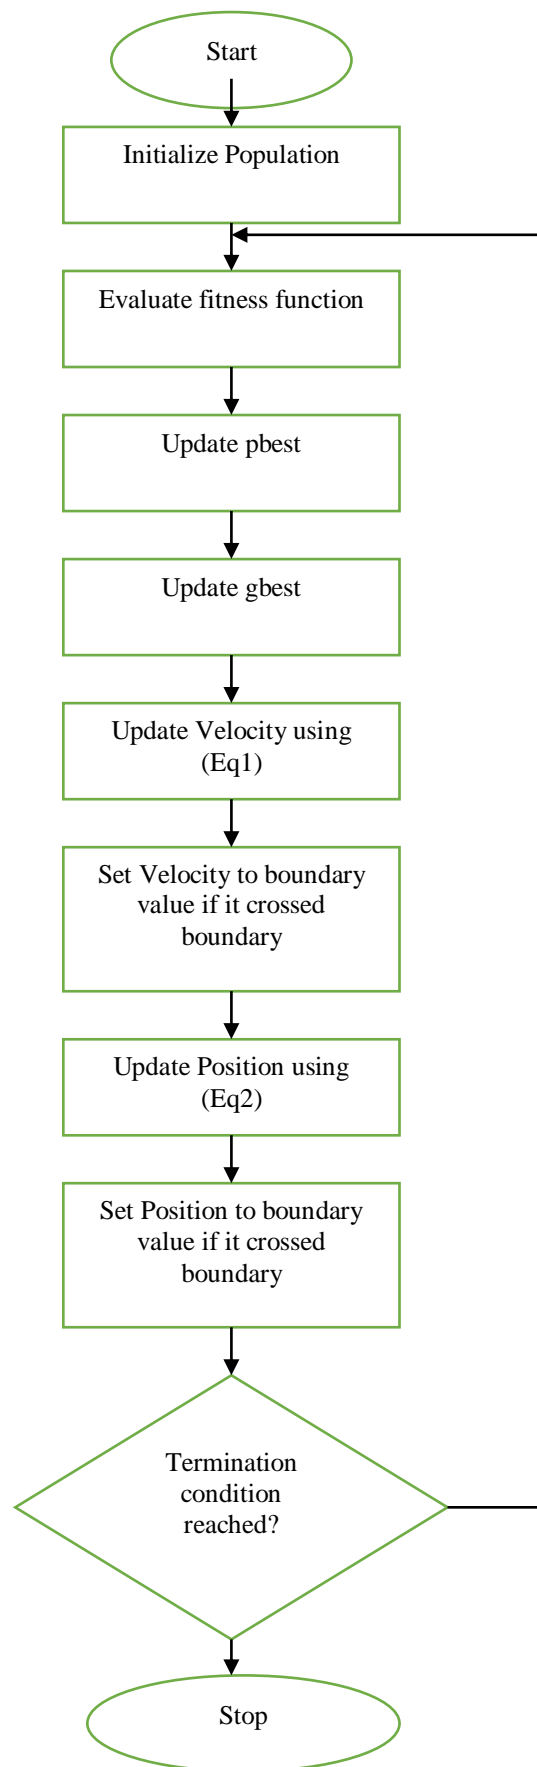 Start
Initialize Population
Evaluate fitness function
Update pbest
Update gbest
Update Velocity using
(Eq1)
Set Velocity to boundary
value if it crossed
boundary
Update Position using
(Eq2)
Set Position to boundary
value if it crossed
boundary
Termination
condition
reached?
Stop